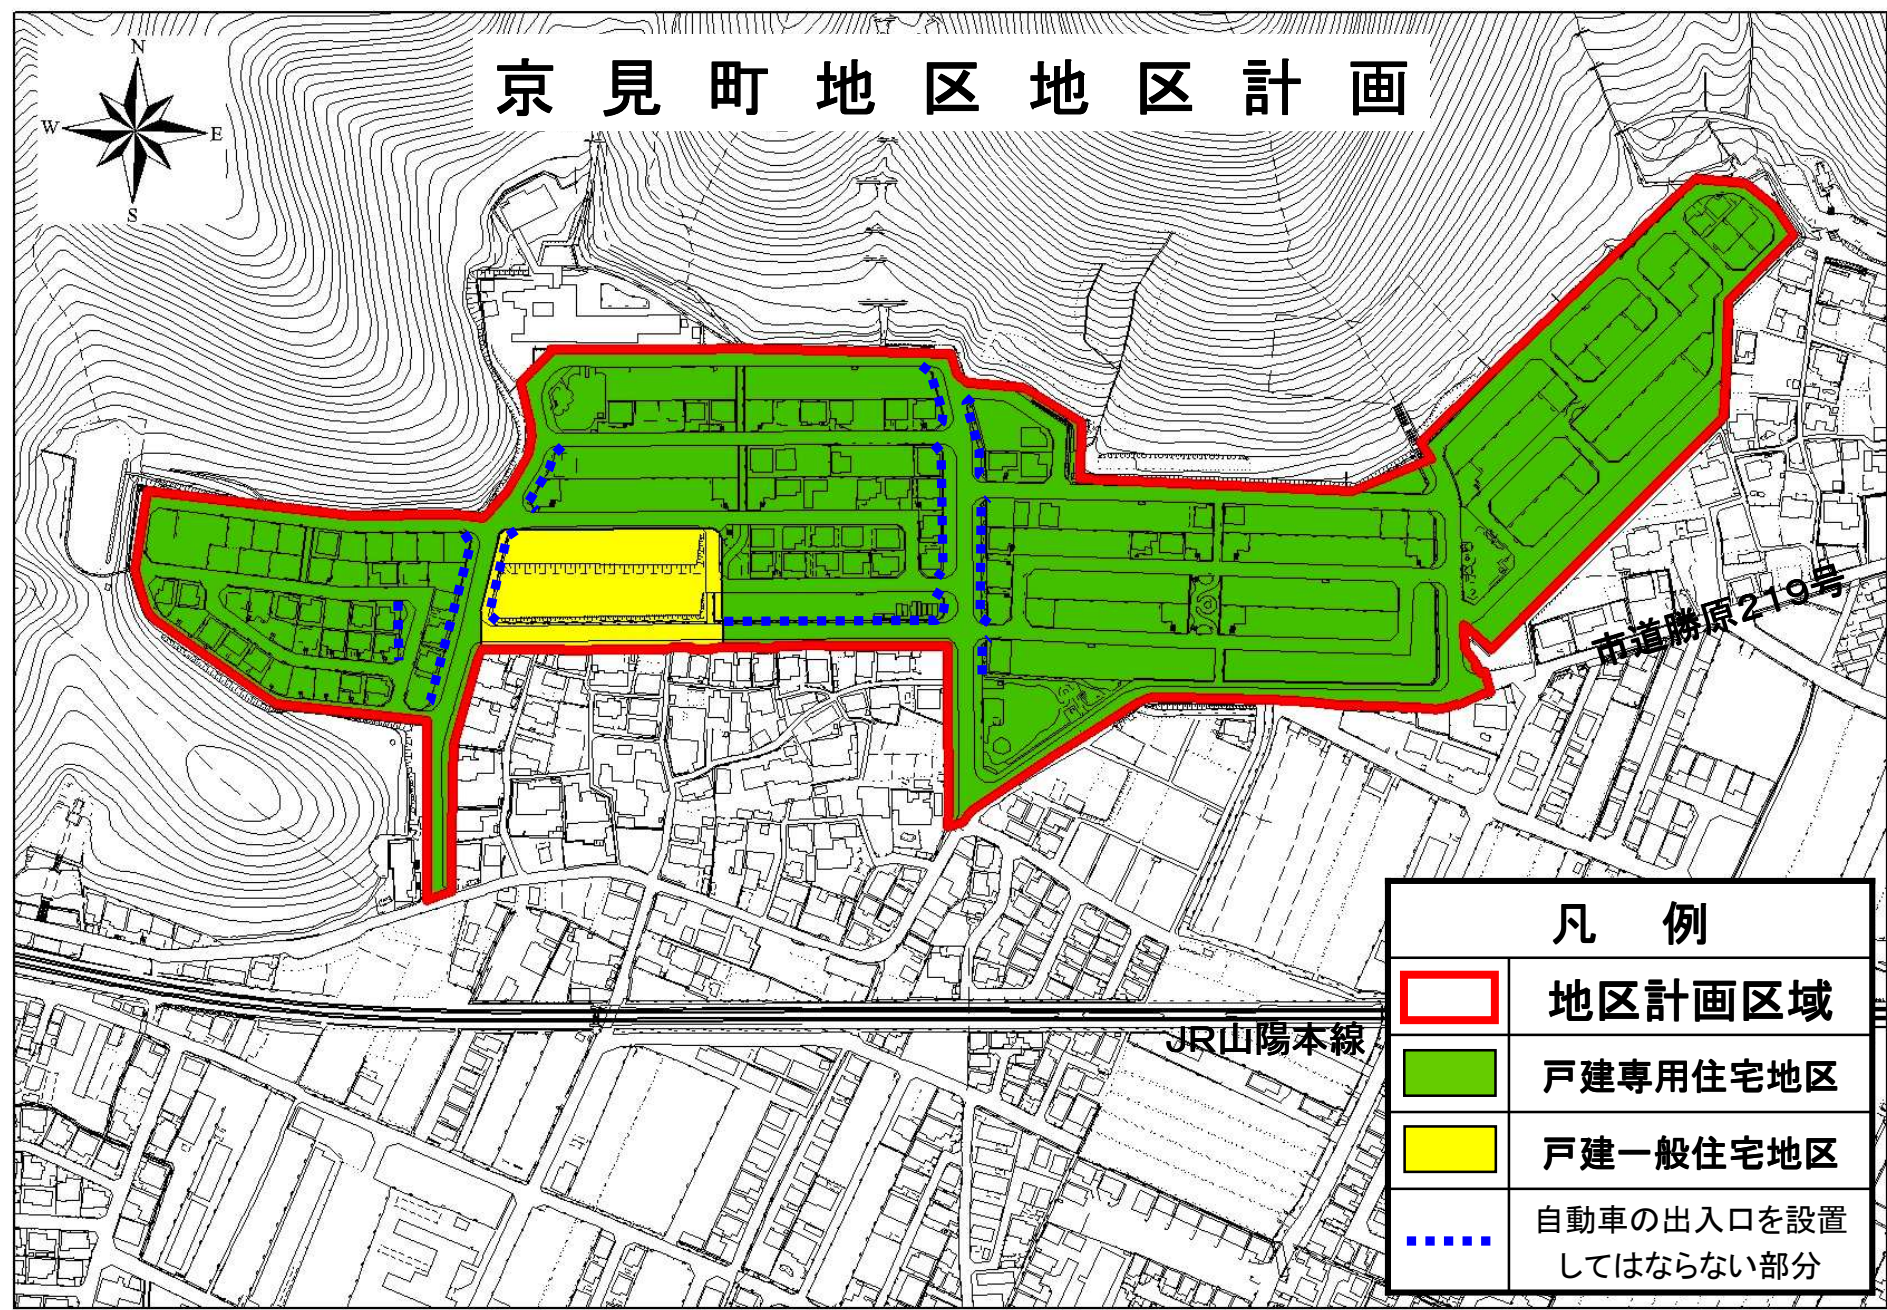 京見町地区地区計画
N
W
E
S
市道勝原219号
JR山陽本線
凡例
地区計画区域
戸建専用住宅地区
戸建一般住宅地区
自動車の出入口を設置
してはならない部分